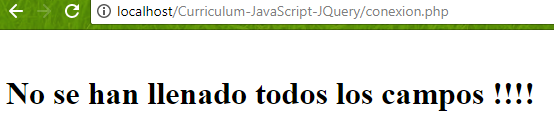 localhost/Curriculum-JavaScript-JQuery/conexion.php
No se han llenado todos los campos !!!!